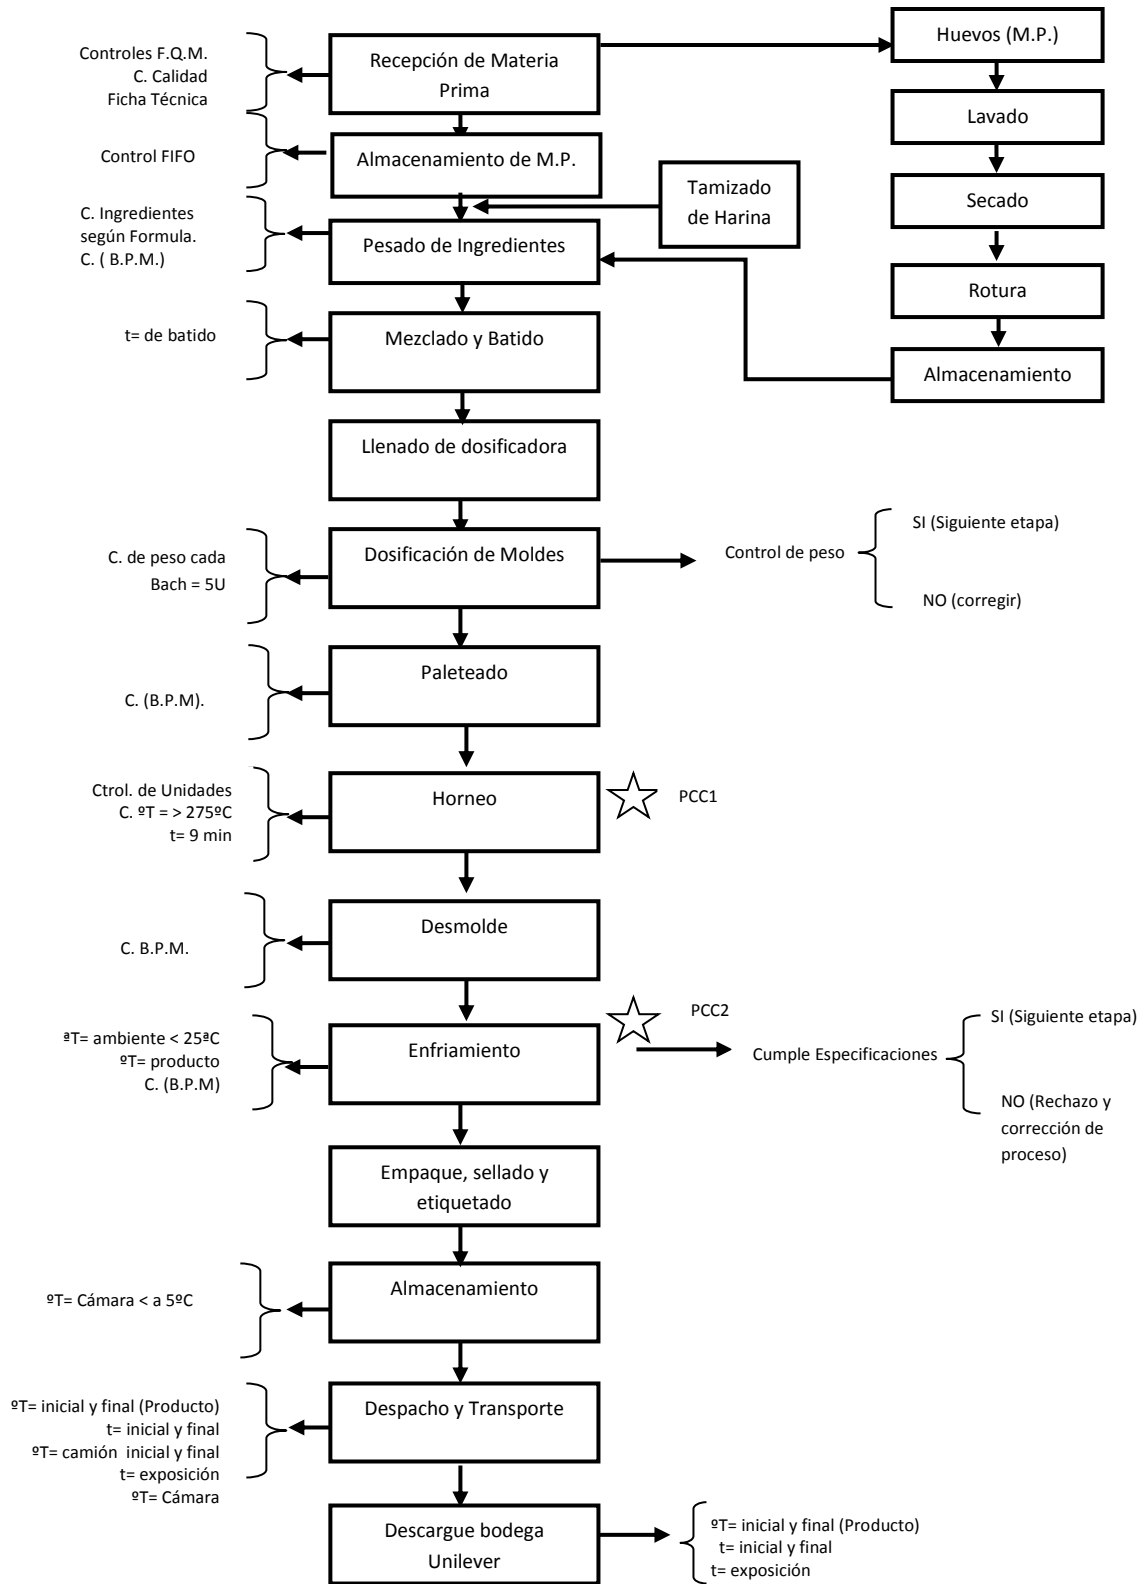 Controles F.Q.M.
C. Calidad
Ficha Técnica
Recepción de Materia
Prima
Huevos (M.P.)
Lavado
Control FIFO
Almacenamiento de M.P.
Tamizado
de Harina
Secado
C. Ingredientes
según Formula.
C. ( B.P.M.)
Pesado de Ingredientes
Rotura
t= de batido
Mezclado y Batido
Almacenamiento
Llenado de dosificadora
C. de peso cada
Bach = 5U
Dosificación de Moldes
Control de peso
SI (Siguiente etapa)
NO (corregir)
C. (B.P.M).
Paleteado
Ctrol. de Unidades
C. ºT = > 275ºC
t= 9 min
Horneo
PCC1
C. B.P.M.
Desmolde
ªT= ambiente < 25ªC
ºT= producto
C. (B.P.M)
Enfriamiento
PCC2
Cumple Especificaciones
SI (Siguiente etapa)
NO (Rechazo y
corrección de
proceso)
Empaque, sellado y
etiquetado
ºT= Cámara < a 5ºC
Almacenamiento
ºT= inicial y final (Producto)
t= inicial y final
ºT= camión  inicial y final
t= exposición
ºT= Cámara
Despacho y Transporte
Descargue bodega
Unilever
ºT= inicial y final (Producto)
t= inicial y final
t= exposición